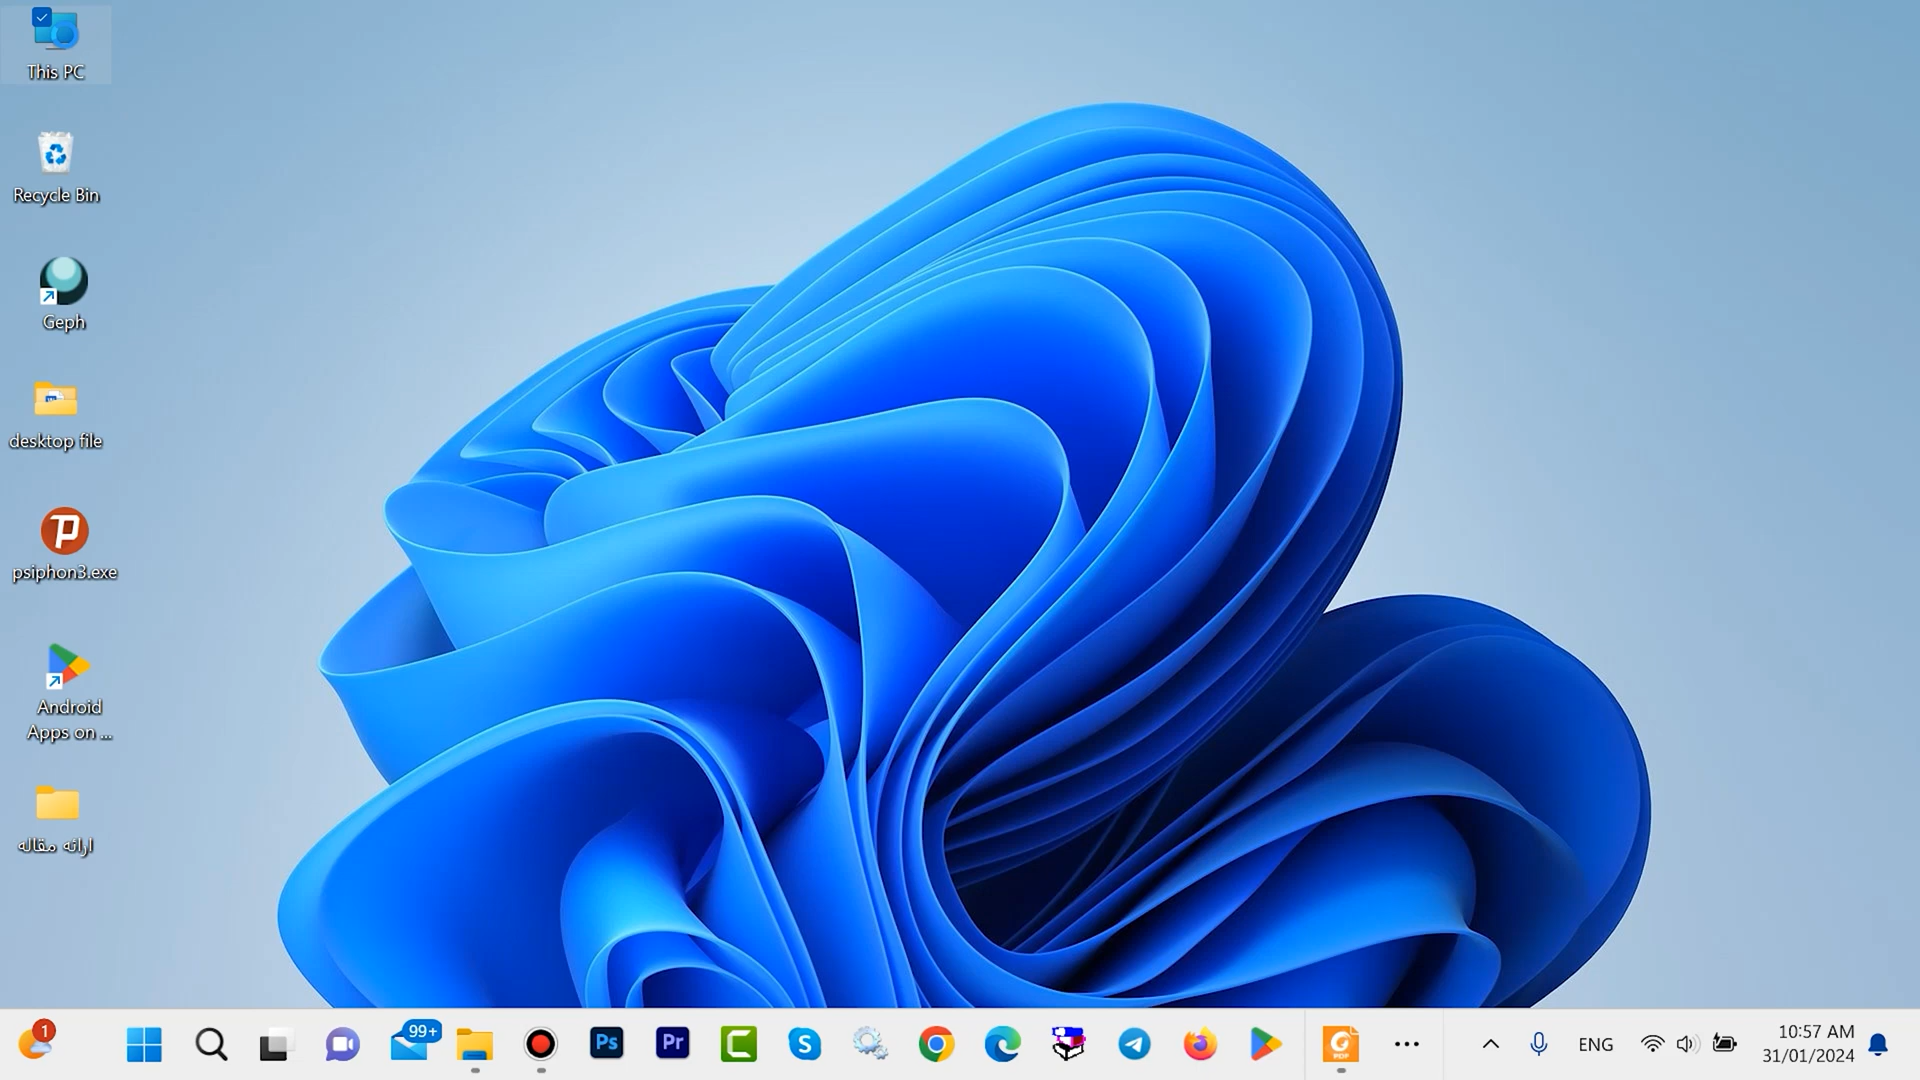 This PC
Recycle Bin
Geph
desktop file
psiphon3.exe
Android
Apps on ...
ارائه مقاله
1
99+
Ps
Pr
S
PDF
ENG
10:57 AM
31/01/2024